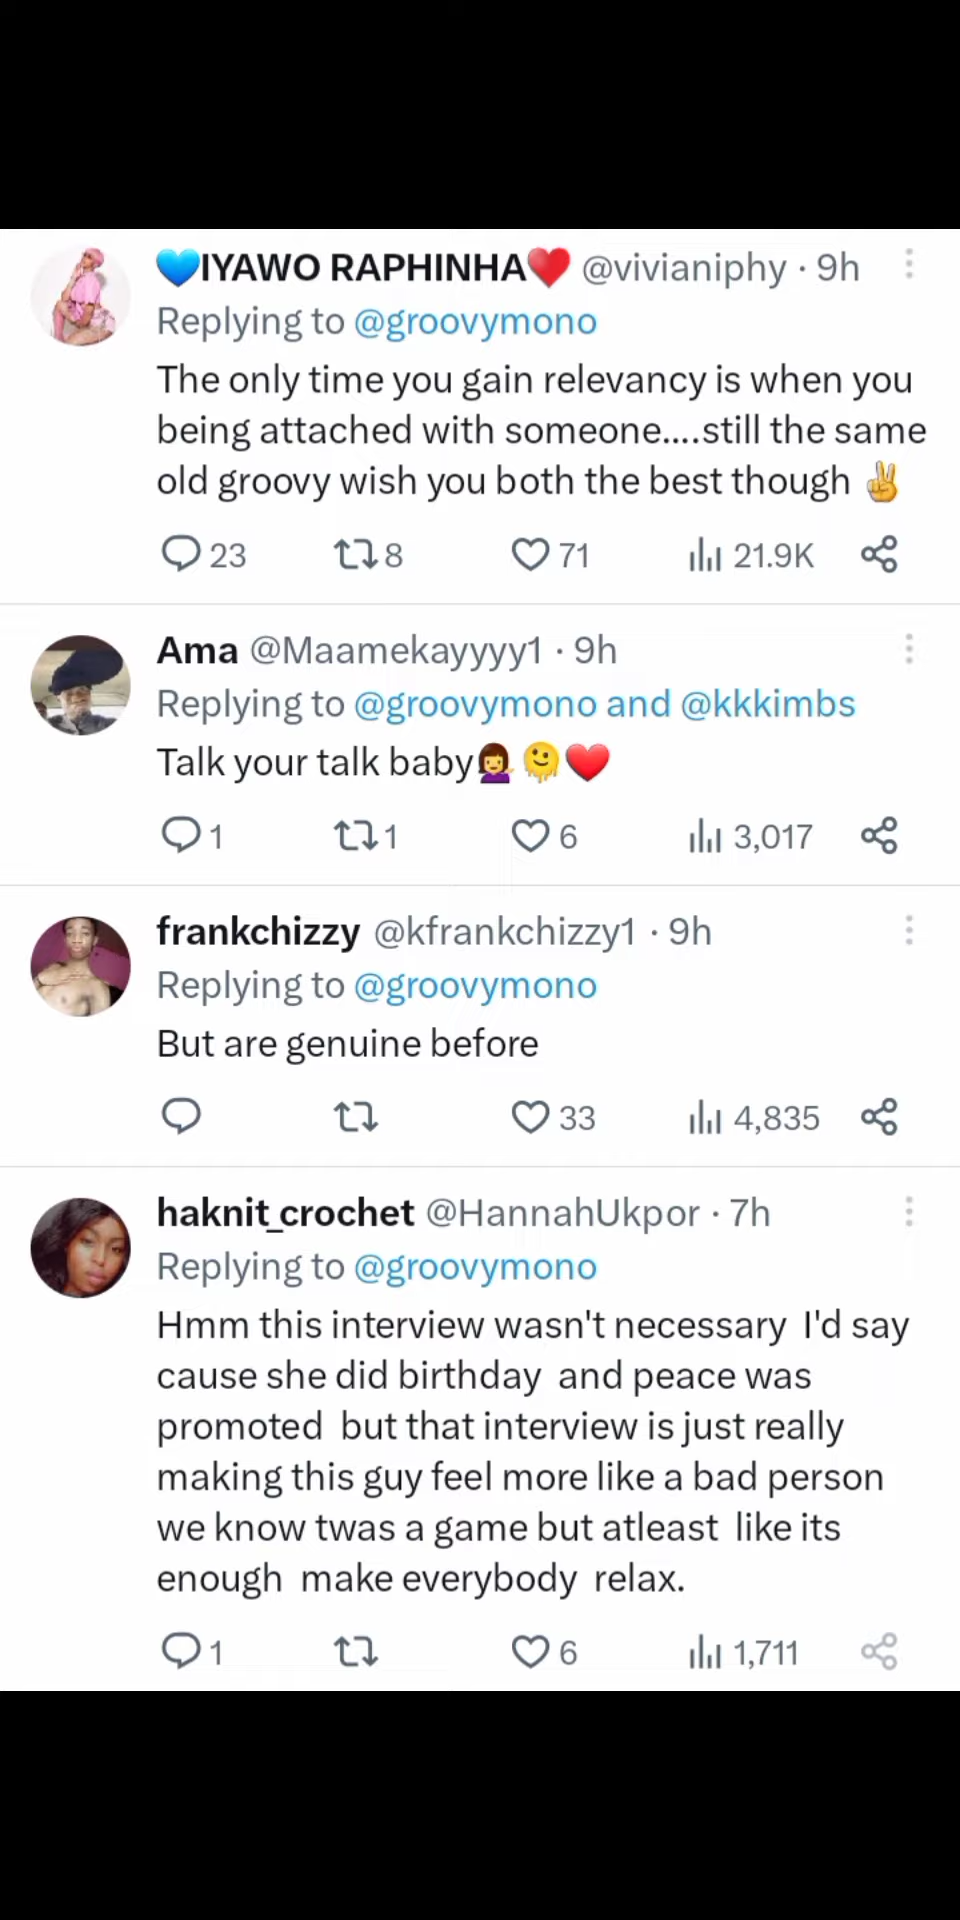 💙IYAWO RAPHINHA❤️ @vivianiphy · 9h
Replying to @groovymono
The only time you gain relevancy is when you
being attached with someone....still the same
old groovy wish you both the best though ✌️
23 8 71 21.9K
Ama @Maamekayyyy1 · 9h
Replying to @groovymono and @kkkimbs
Talk your talk baby💁‍♀️🫠❤️
1 1 6 3,017
frankchizzy @kfrankchizzy1 · 9h
Replying to @groovymono
But are genuine before
33 4,835
haknit_crochet @HannahUkpor · 7h
Replying to @groovymono
Hmm this interview wasn't necessary  I'd say
cause she did birthday  and peace was
promoted  but that interview is just really
making this guy feel more like a bad person
we know twas a game but atleast  like its
enough  make everybody  relax.
1 6 1,711